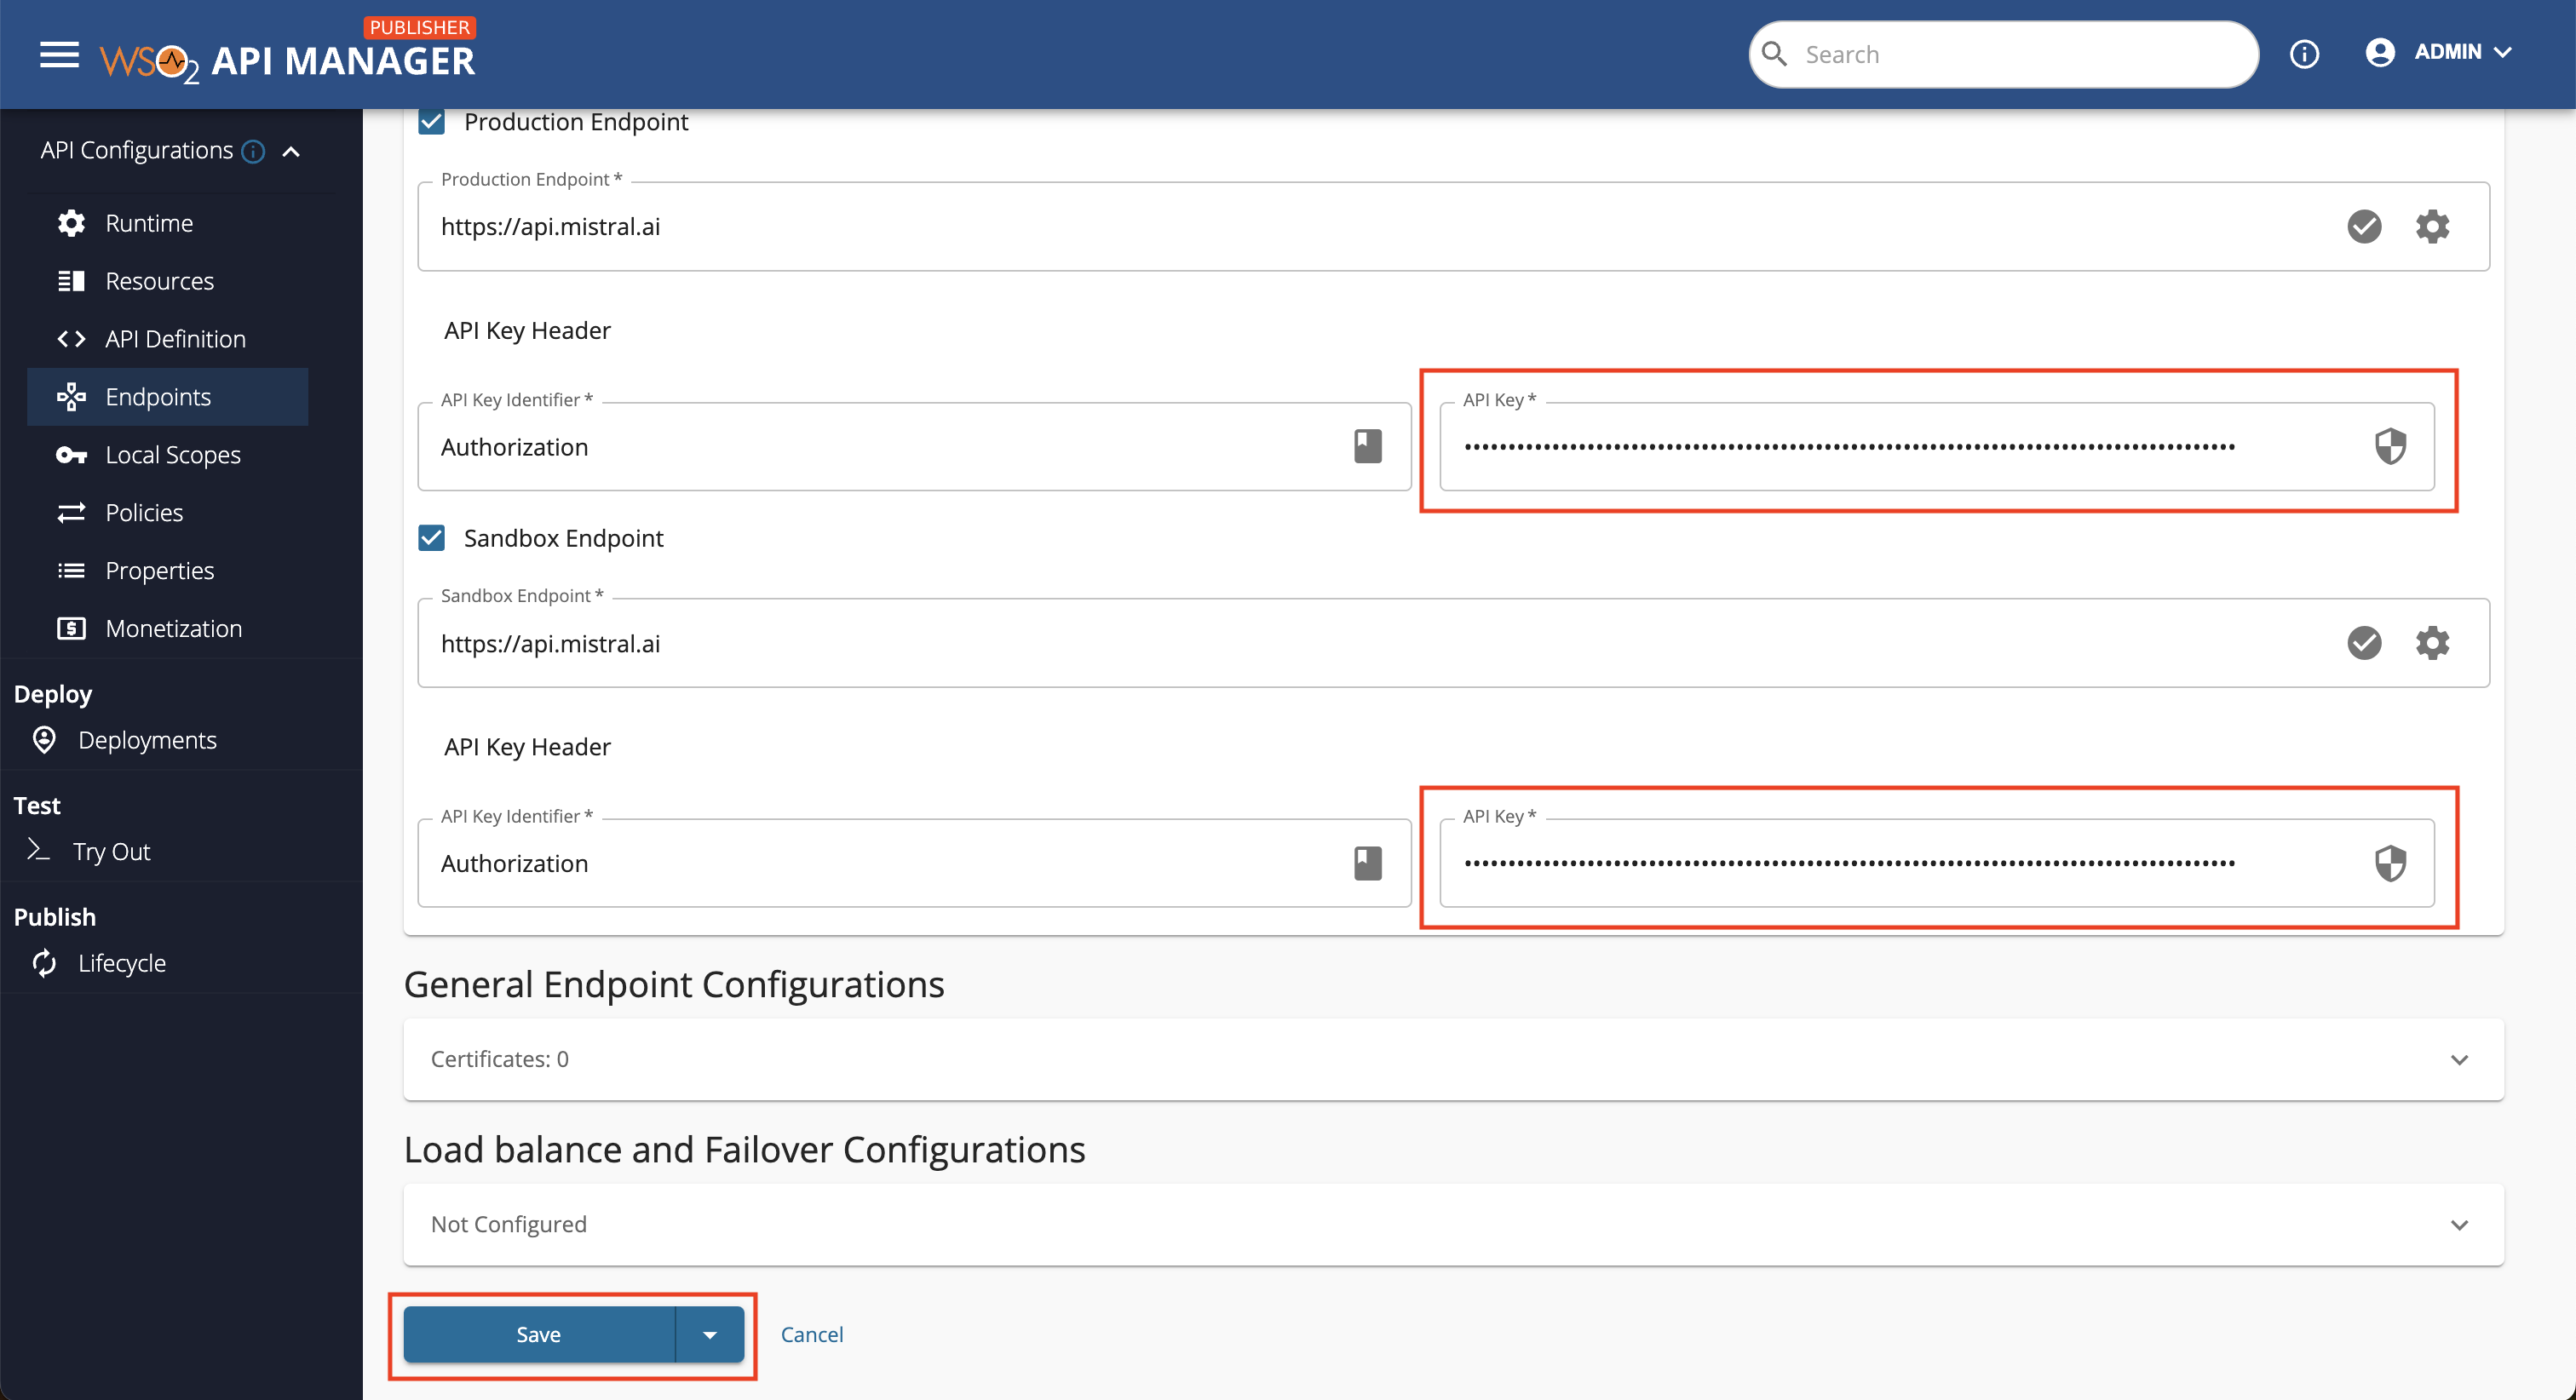 PUBLISHER
WSO2 API MANAGER
Search
ADMIN
API Configurations
Runtime
Resources
API Definition
Endpoints
Local Scopes
Policies
Properties
Monetization
Deploy
Deployments
Test
Try Out
Publish
Lifecycle
Production Endpoint
Production Endpoint *
https://api.mistral.ai
API Key Header
API Key Identifier *
Authorization
API Key *
Sandbox Endpoint
Sandbox Endpoint *
https://api.mistral.ai
API Key Header
API Key Identifier *
Authorization
API Key *
General Endpoint Configurations
Certificates: 0
Load balance and Failover Configurations
Not Configured
Save
Cancel